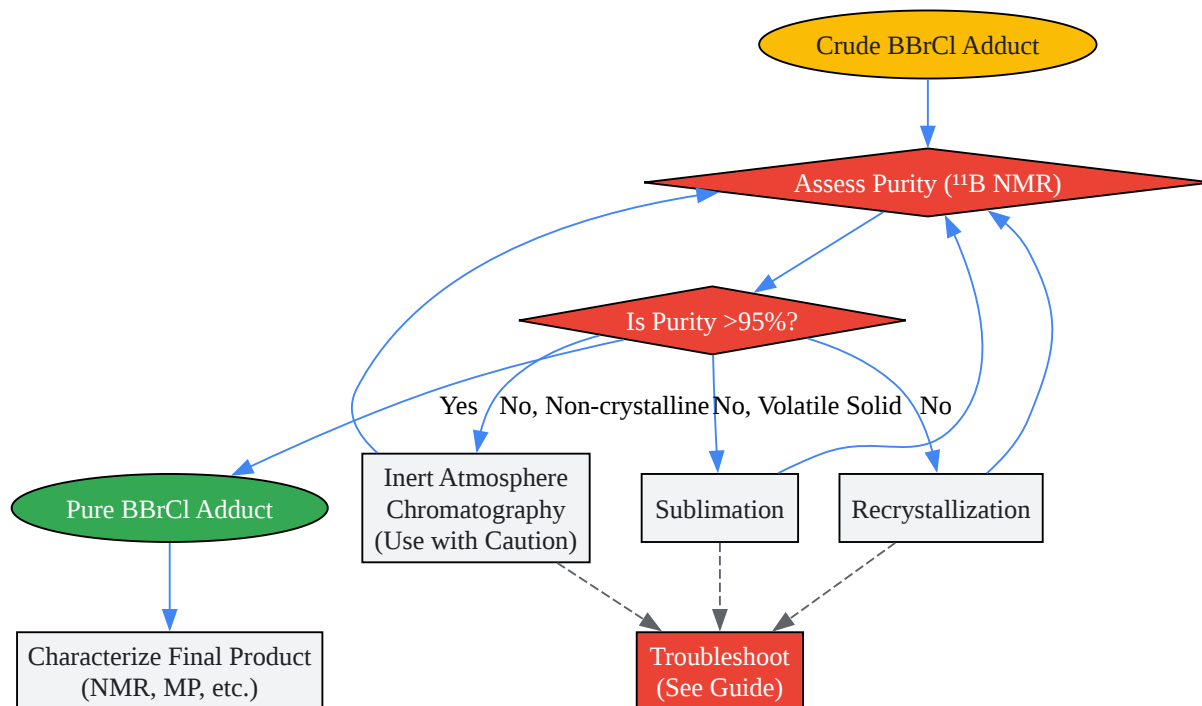 Crude BBrCl Adduct
Assess Purity (¹¹B NMR)
Is Purity >95%?
Yes
No, Non-crystalline
No, Volatile Solid
No
Pure BBrCl Adduct
Inert Atmosphere
Chromatography
(Use with Caution)
Sublimation
Recrystallization
Characterize Final Product
(NMR, MP, etc.)
Troubleshoot
(See Guide)